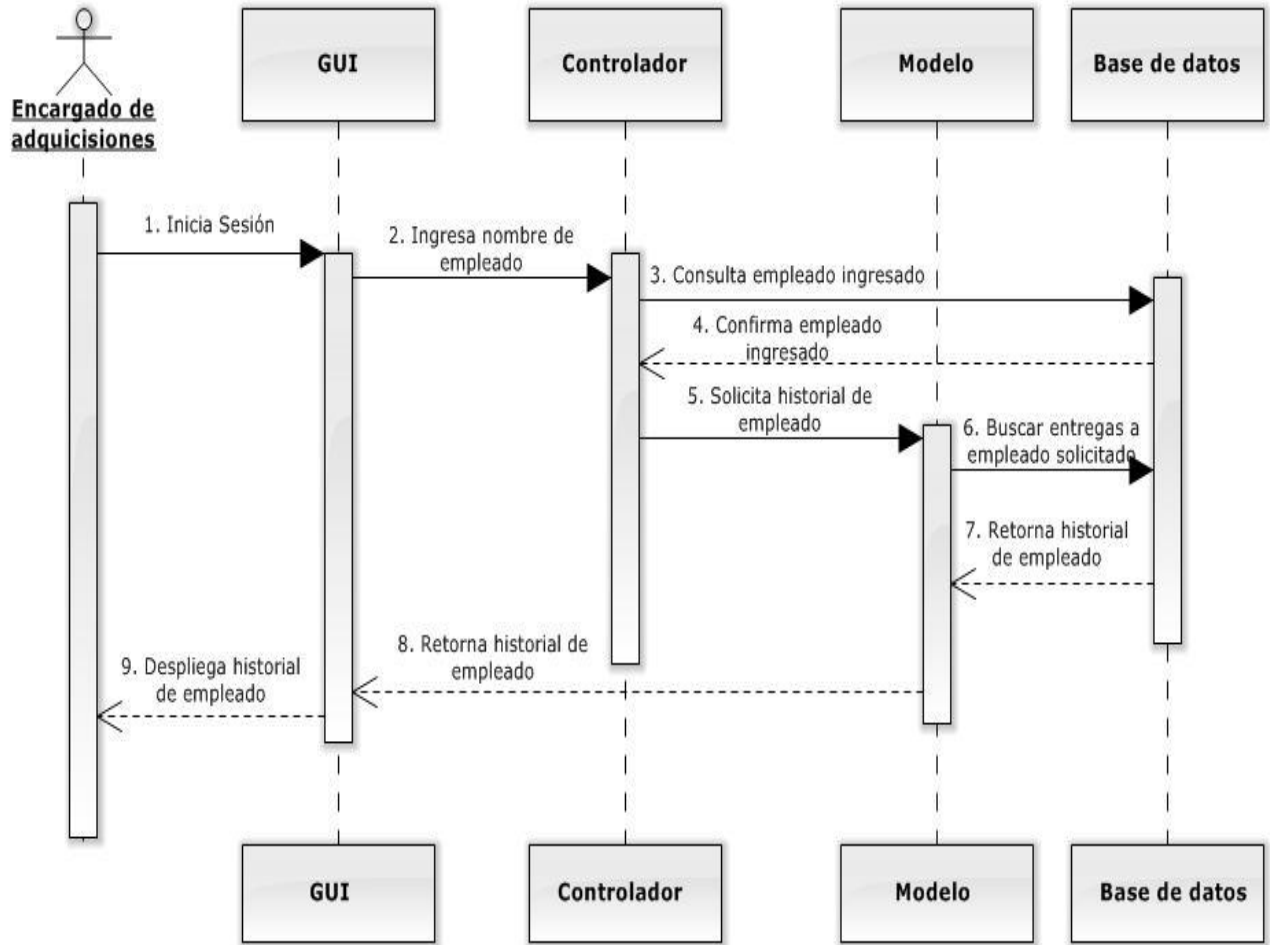 GUI
Controlador
Modelo
Base de datos
Encargado de
adquicisiones
1. Inicia Sesión
2. Ingresa nombre de
empleado
3. Consulta empleado ingresado
4. Confirma empleado
ingresado
5. Solicita historial de
empleado
6. Buscar entregas a
empleado solicitado
7. Retorna historial
de empleado
8. Retorna historial de
empleado
9. Despliega historial
de empleado
GUI
Controlador
Modelo
Base de datos